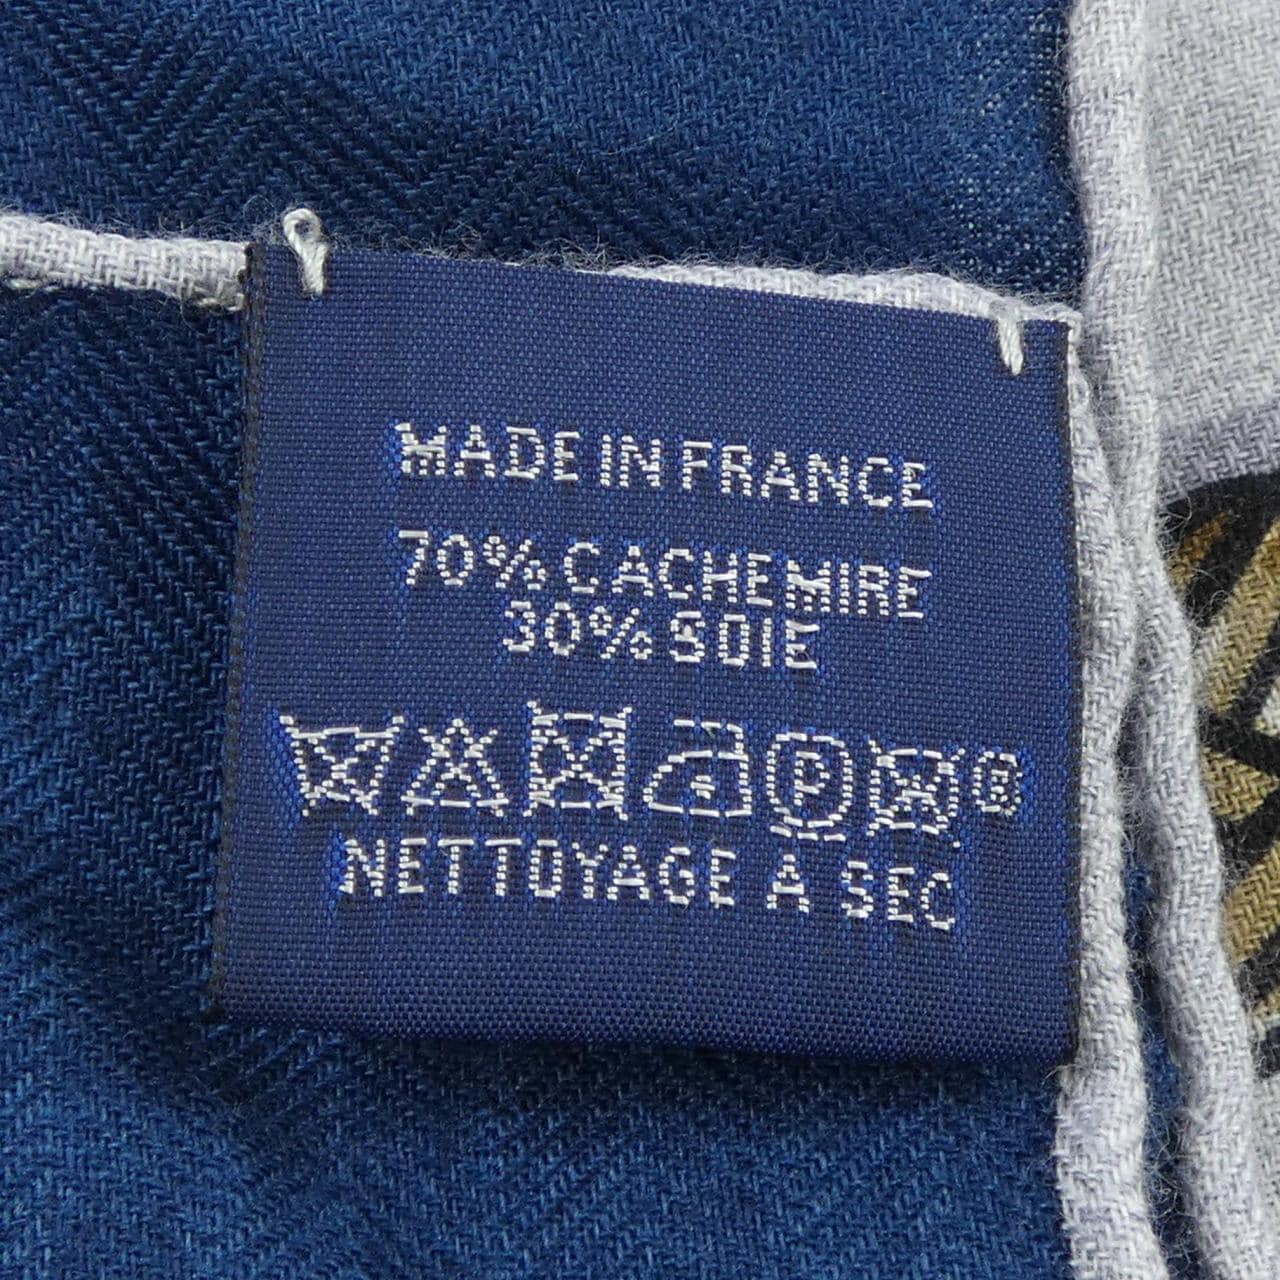 MADE IN FRANCE
70% CACHEMIRE
30% SOIE
P
NETTOYAGE A SEC